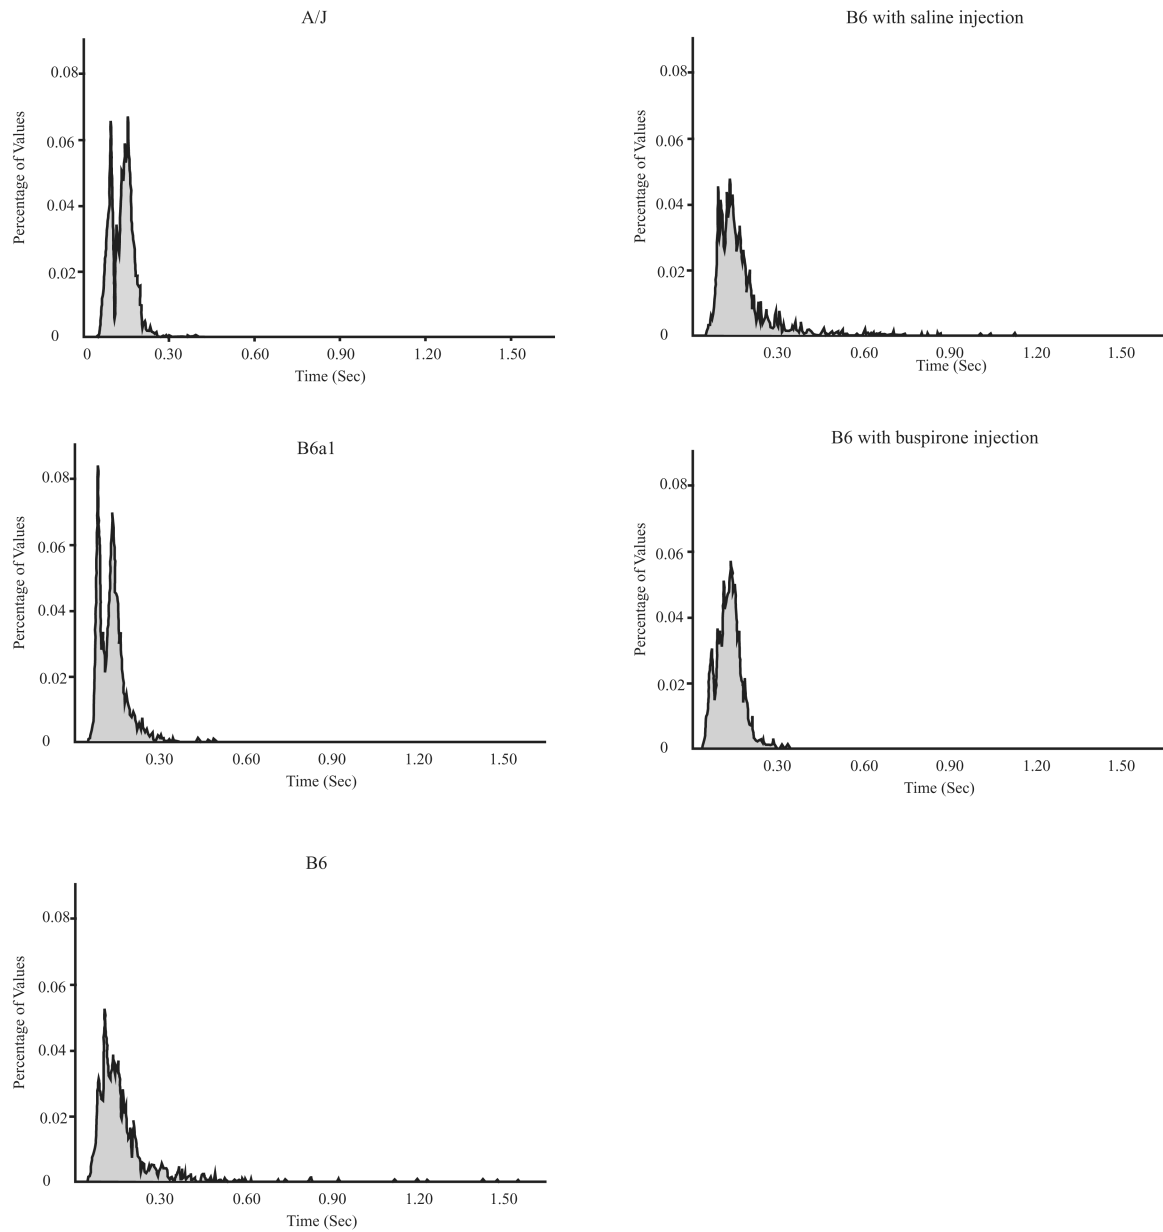 A/J
Percentage of Values
0.08
0.06
0.04
0.02
0
0 0.30 0.60 0.90 1.20 1.50
Time (Sec)
B6 with saline injection
Percentage of Values
0.08
0.06
0.04
0.02
0
0.30 0.60 0.90 1.20 1.50
Time (Sec)
B6a1
Percentage of Values
0.08
0.06
0.04
0.02
0
0.30 0.60 0.90 1.20 1.50
Time (Sec)
B6 with buspirone injection
Percentage of Values
0.08
0.06
0.04
0.02
0
0.30 0.60 0.90 1.20 1.50
Time (Sec)
B6
Percentage of Values
0.08
0.06
0.04
0.02
0
0.30 0.60 0.90 1.20 1.50
Time (Sec)